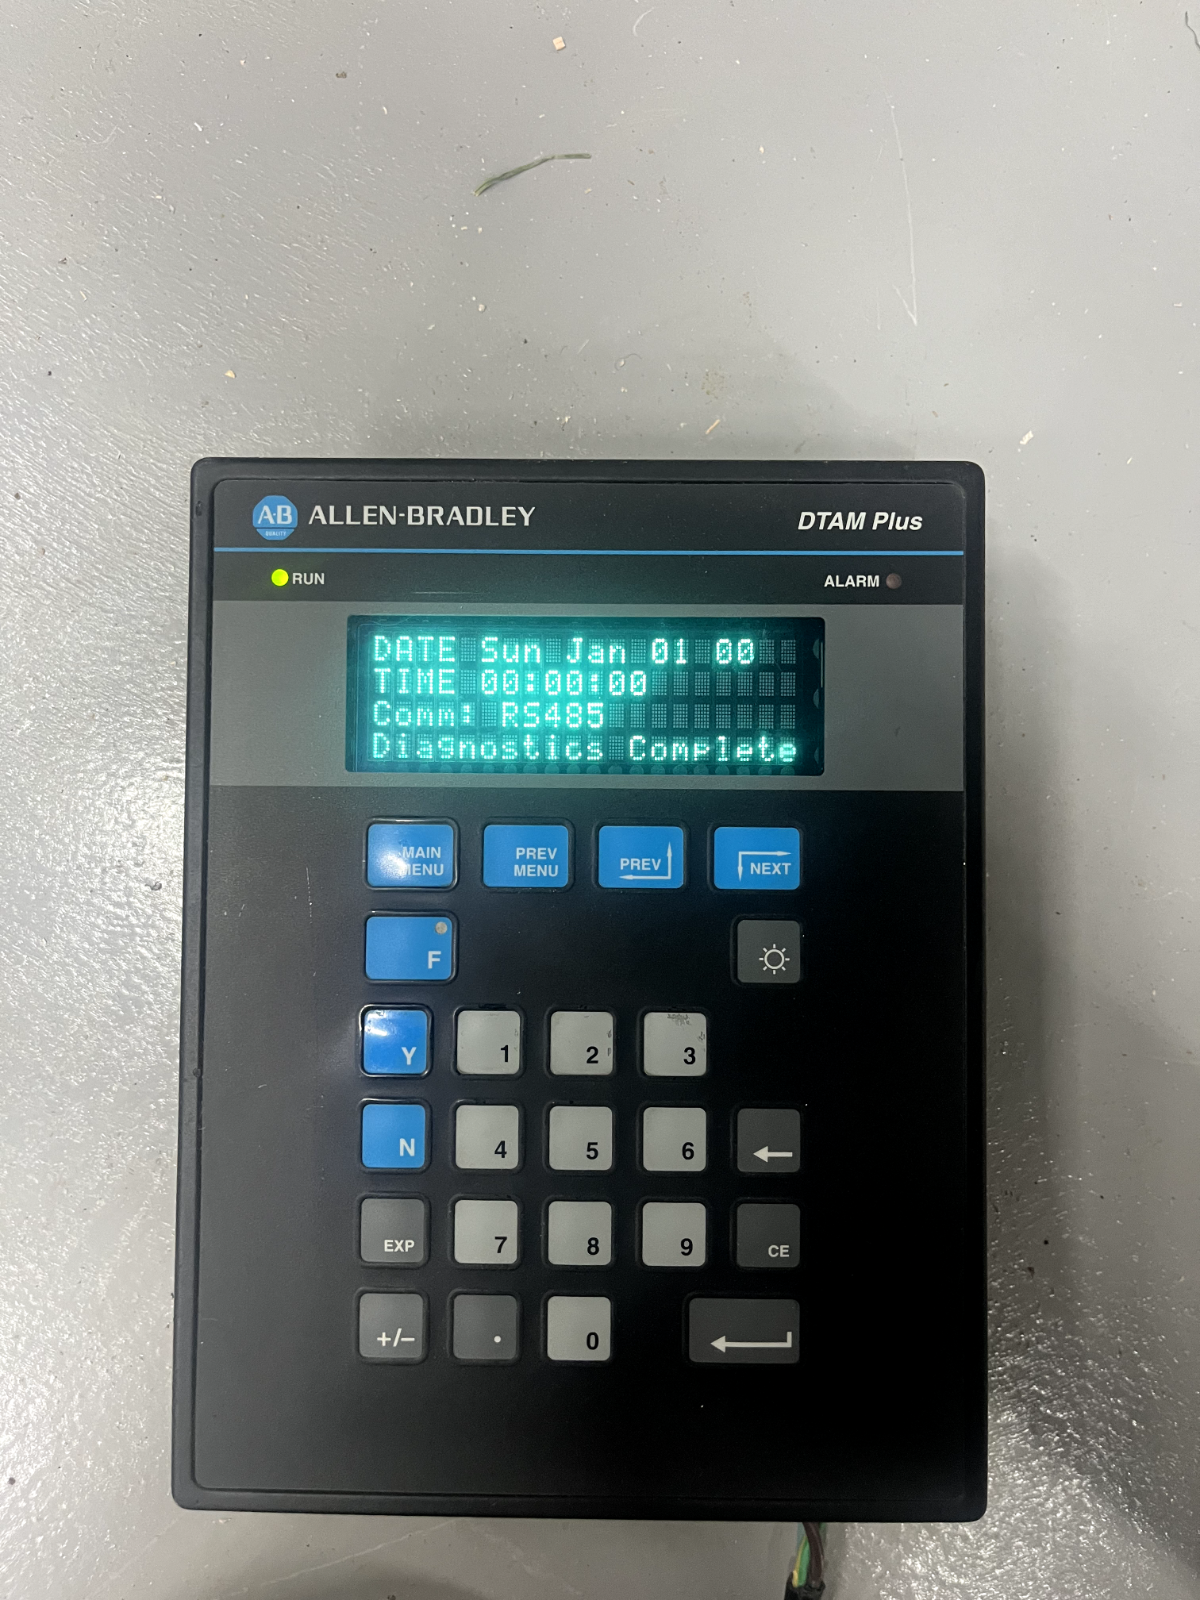 A·B ALLEN-BRADLEY
QUALITY
DTAM Plus
RUN
ALARM
DATE Sun Jan 01 00
TIME 00:00:00
Comm: RS485
Diagnostics Complete
MAIN MENU
PREV MENU
PREV
NEXT
F
Y
1
2
3
N
4
5
6
EXP
7
8
9
CE
+/−
.
0